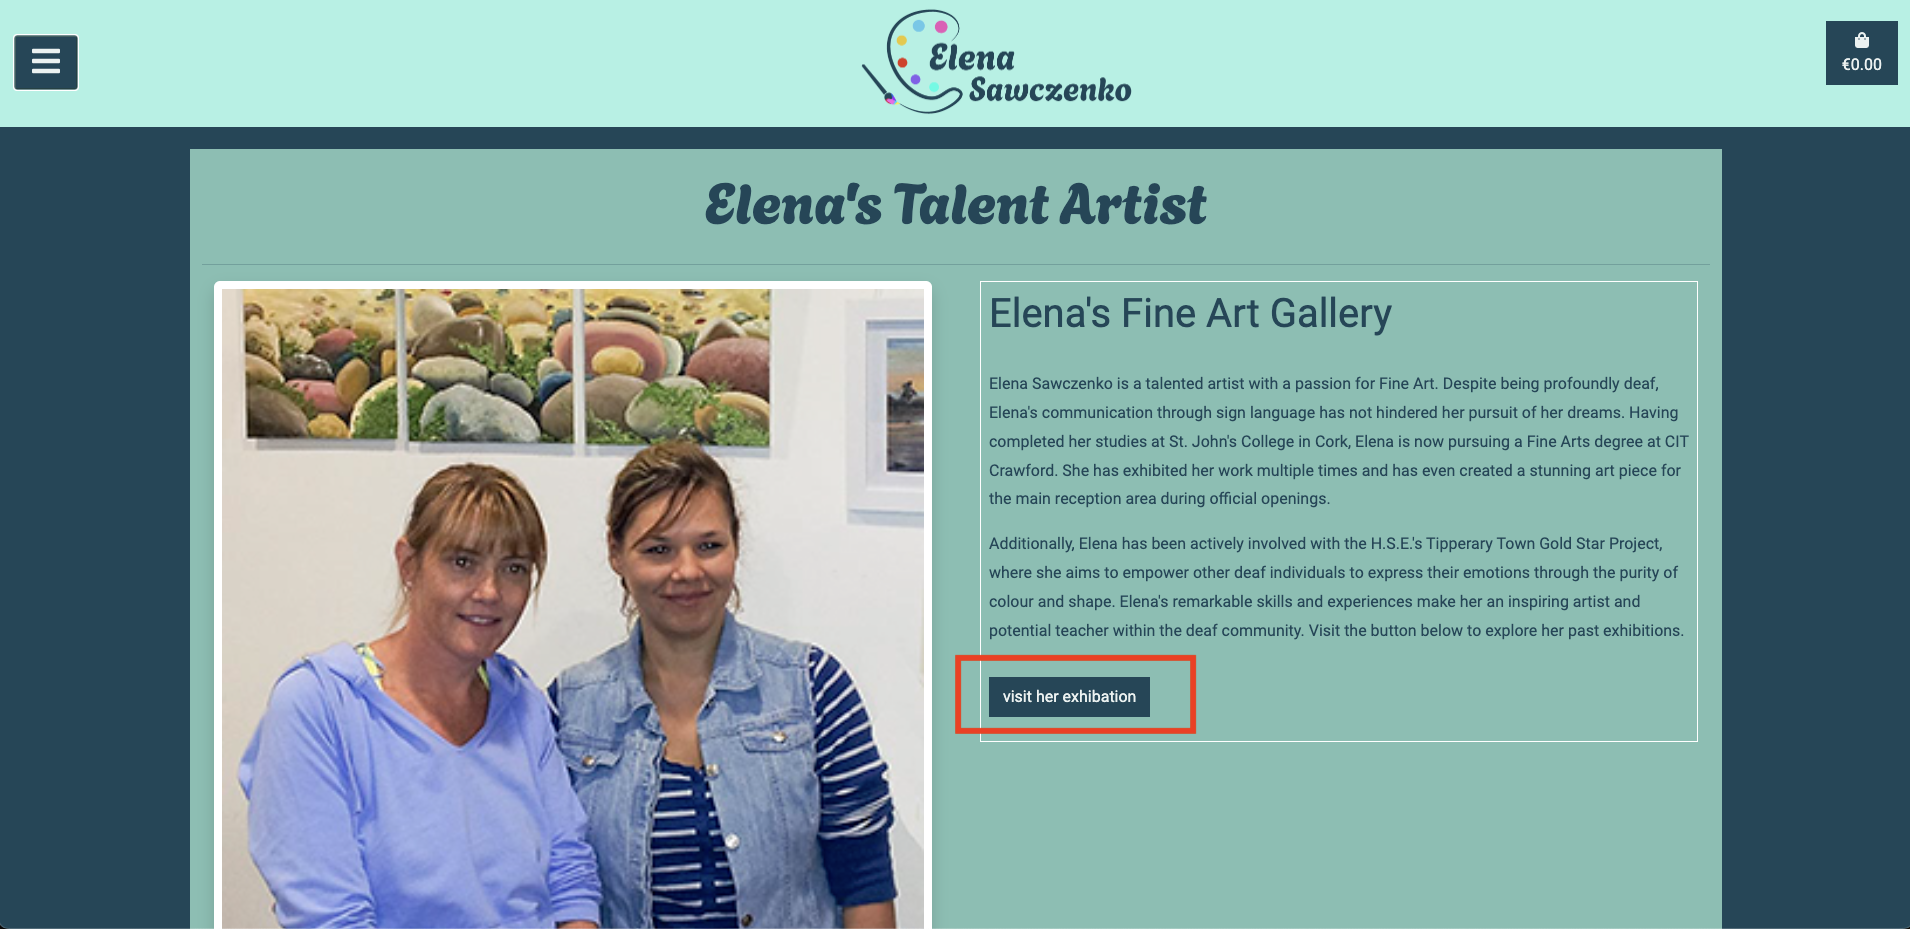 Elena
Sawczenko
€0.00
Elena's Talent Artist
Elena's Fine Art Gallery
Elena Sawczenko is a talented artist with a passion for Fine Art. Despite being profoundly deaf,
Elena's communication through sign language has not hindered her pursuit of her dreams. Having
completed her studies at St. John's College in Cork, Elena is now pursuing a Fine Arts degree at CIT
Crawford. She has exhibited her work multiple times and has even created a stunning art piece for
the main reception area during official openings.
Additionally, Elena has been actively involved with the H.S.E.'s Tipperary Town Gold Star Project,
where she aims to empower other deaf individuals to express their emotions through the purity of
colour and shape. Elena's remarkable skills and experiences make her an inspiring artist and
potential teacher within the deaf community. Visit the button below to explore her past exhibitions.
visit her exhibation